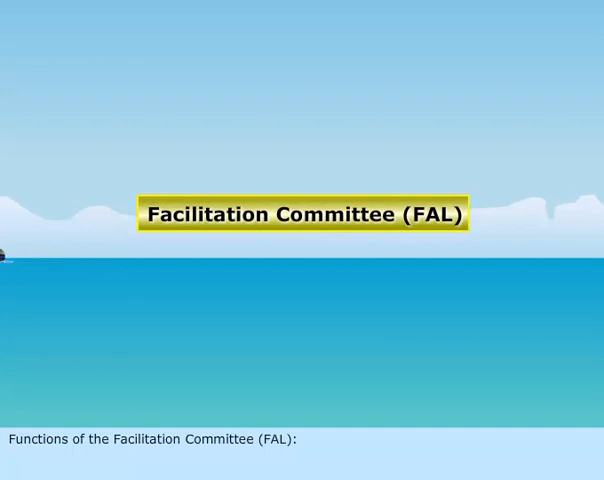 Facilitation Committee (FAL)
Functions of the Facilitation Committee (FAL):